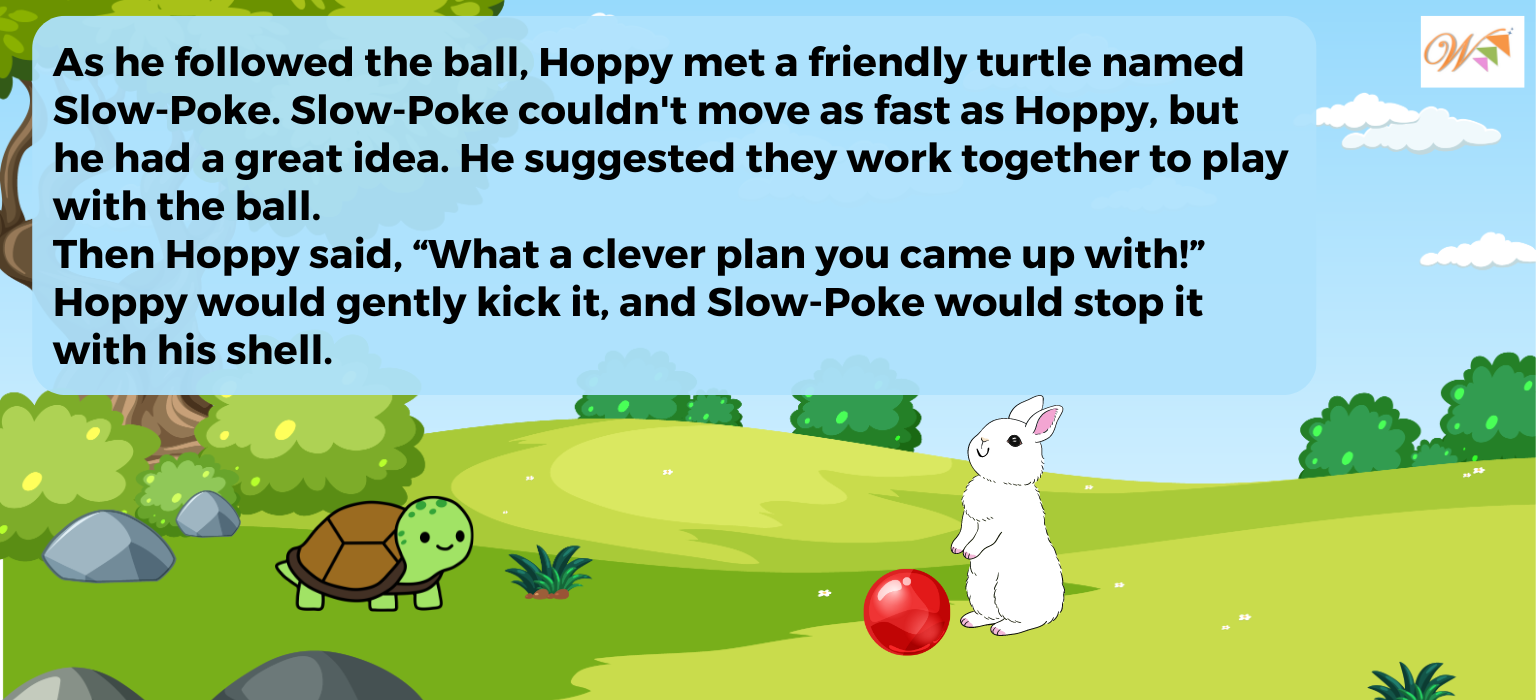 As he followed the ball, Hoppy met a friendly turtle named
Slow-Poke. Slow-Poke couldn't move as fast as Hoppy, but
he had a great idea. He suggested they work together to play
with the ball.
Then Hoppy said, “What a clever plan you came up with!”
Hoppy would gently kick it, and Slow-Poke would stop it
with his shell.
W